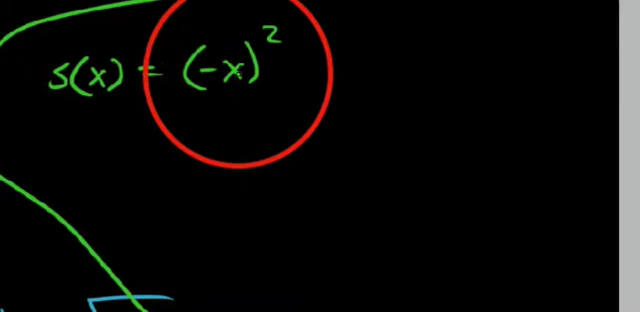 s(x) = (-x)²